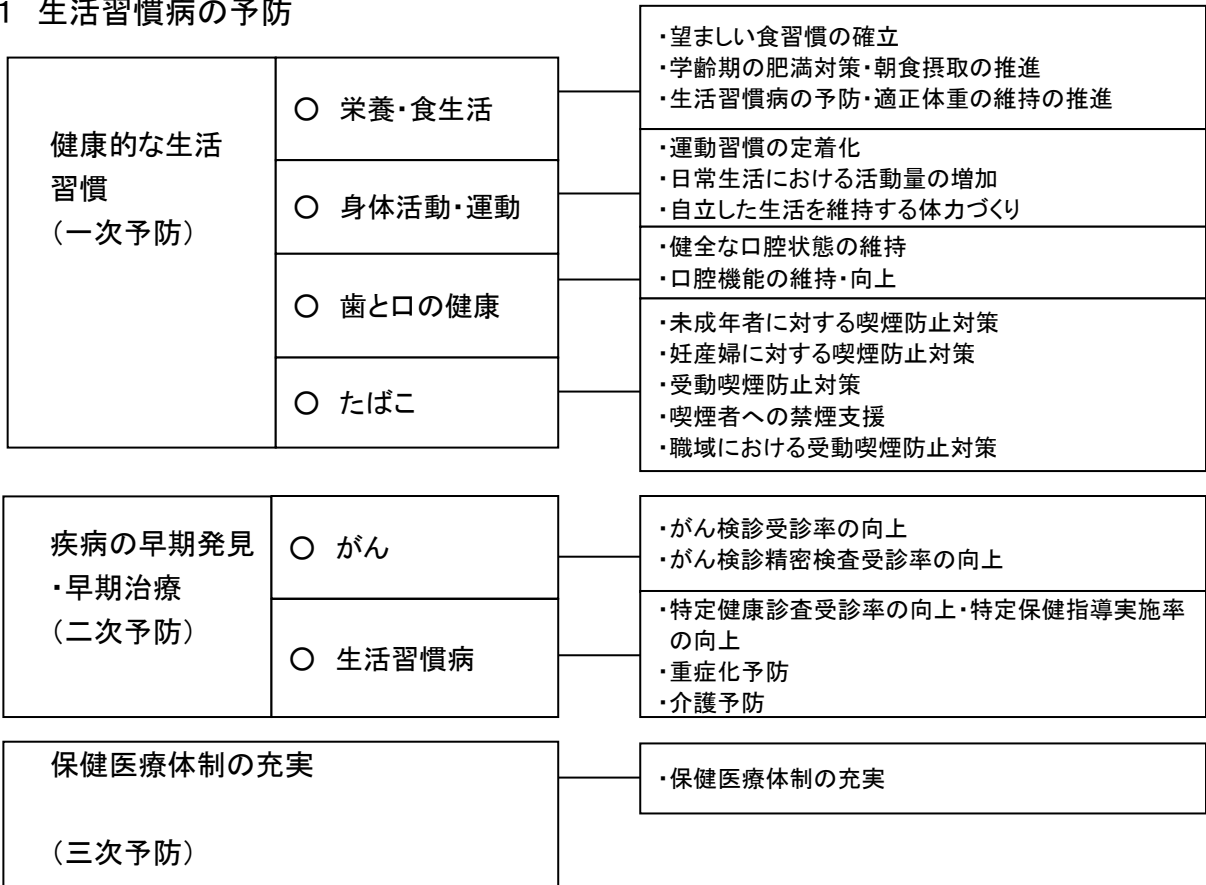 1 生活習慣病の予防
健康的な生活
習慣
(一次予防)
○ 栄養・食生活
・望ましい食習慣の確立
・学齢期の肥満対策・朝食摂取の推進
・生活習慣病の予防・適正体重の維持の推進
○ 身体活動・運動
・運動習慣の定着化
・日常生活における活動量の増加
・自立した生活を維持する体力づくり
○ 歯と口の健康
・健全な口腔状態の維持
・口腔機能の維持・向上
○ たばこ
・未成年者に対する喫煙防止対策
・妊産婦に対する喫煙防止対策
・受動喫煙防止対策
・喫煙者への禁煙支援
・職域における受動喫煙防止対策
疾病の早期発見
・早期治療
(二次予防)
○ がん
・がん検診受診率の向上
・がん検診精密検査受診率の向上
○ 生活習慣病
・特定健康診査受診率の向上・特定保健指導実施率
の向上
・重症化予防
・介護予防
保健医療体制の充実
(三次予防)
・保健医療体制の充実